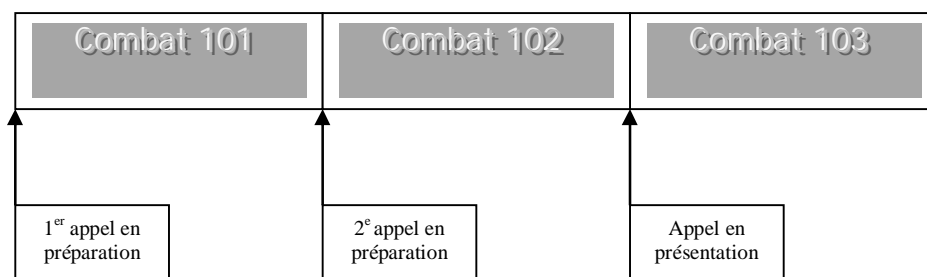 Combat 101
Combat 102
Combat 103
1er appel en
préparation
2e appel en
préparation
Appel en
présentation